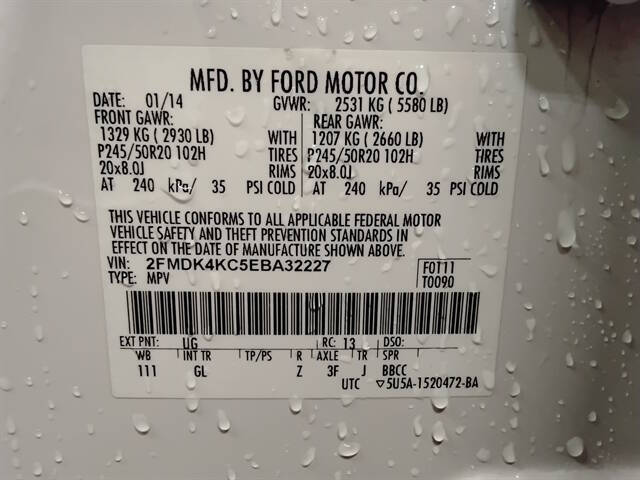 MFD. BY FORD MOTOR CO.
DATE: 01/14 GVWR: 2531 KG ( 5580 LB)
FRONT GAWR: REAR GAWR:
1329 KG ( 2930 LB) WITH 1207 KG ( 2660 LB) WITH
P245/50R20 102H TIRES P245/50R20 102H TIRES
20x8.0J RIMS 20x8.0J RIMS
AT 240 kPa/ 35 PSI COLD AT 240 kPa/ 35 PSI COLD
THIS VEHICLE CONFORMS TO ALL APPLICABLE FEDERAL MOTOR
VEHICLE SAFETY AND THEFT PREVENTION STANDARDS IN
EFFECT ON THE DATE OF MANUFACTURE SHOWN ABOVE.
VIN: 2FMDK4KC5EBA32227 F0T11
TYPE: MPV T0090
EXT PNT: UG RC: 13 DSO:
WB INT TR TP/PS R AXLE TR SPR
111 GL Z 3F J BBCC
UTC ▽5U5A-1520472-BA